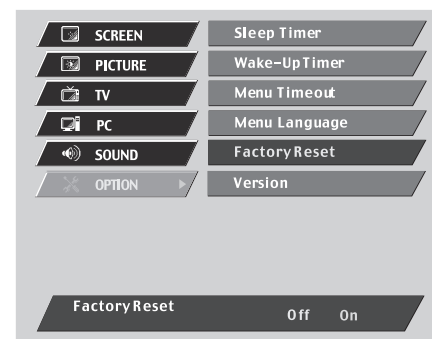 SCREEN
PICTURE
TV
PC
SOUND
OPTION
Sleep Timer
Wake-Up Timer
Menu Timeout
Menu Language
Factory Reset
Version
Factory Reset Off On